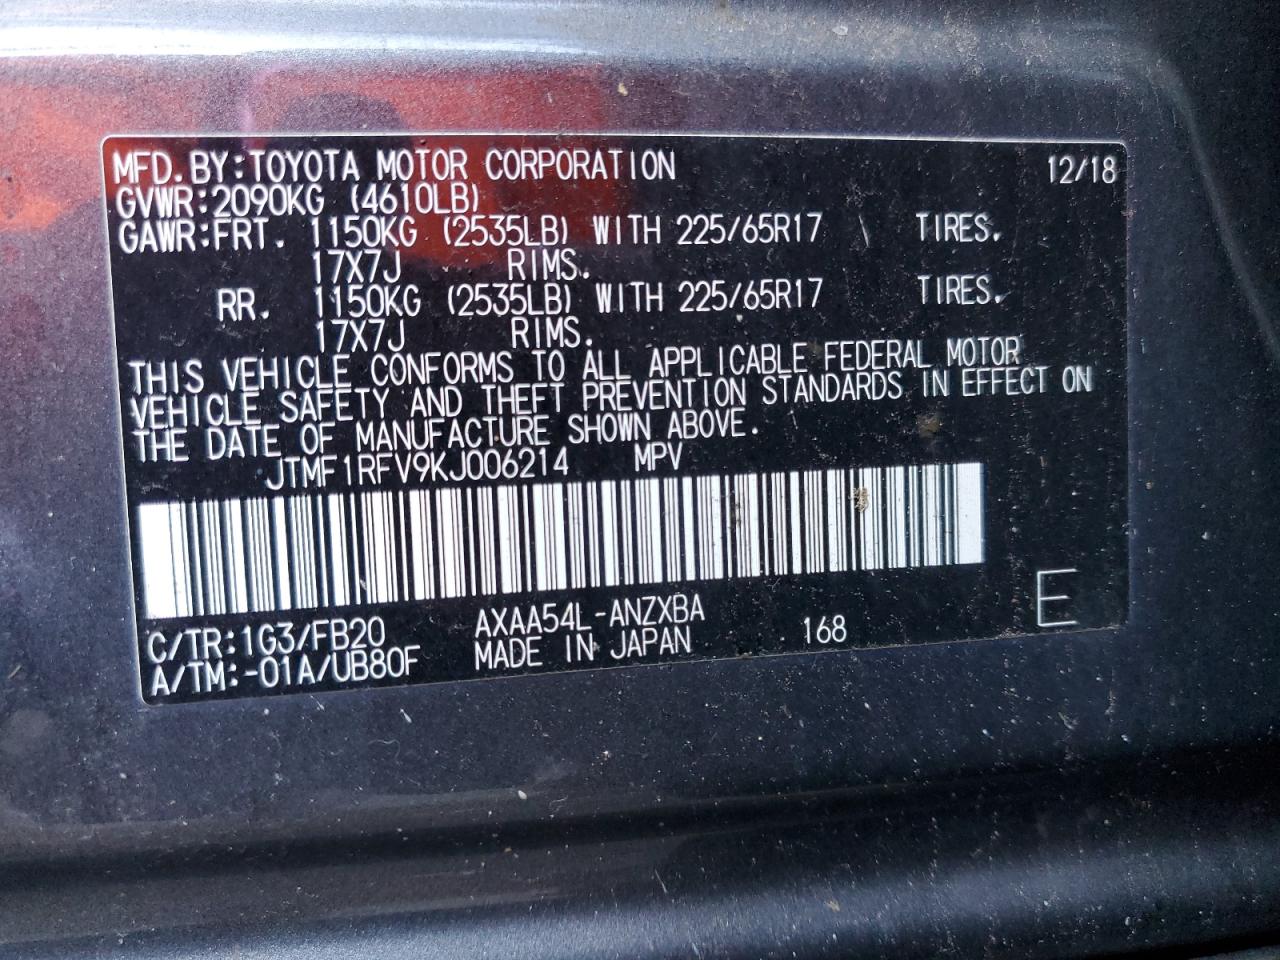 MFD. BY: TOYOTA MOTOR CORPORATION 12/18
GVWR: 2090KG (4610LB)
GAWR: FRT. 1150KG (2535LB) WITH 225/65R17 TIRES.
17X7J RIMS.
RR. 1150KG (2535LB) WITH 225/65R17 TIRES.
17X7J RIMS.
THIS VEHICLE CONFORMS TO ALL APPLICABLE FEDERAL MOTOR
VEHICLE SAFETY AND THEFT PREVENTION STANDARDS IN EFFECT ON
THE DATE OF MANUFACTURE SHOWN ABOVE.
JTMF1RFV9KJ006214 MPV
C/TR: 1G3/FB20 AXAA54L-ANZXBA 168 E
A/TM: -01A/UB80F MADE IN JAPAN